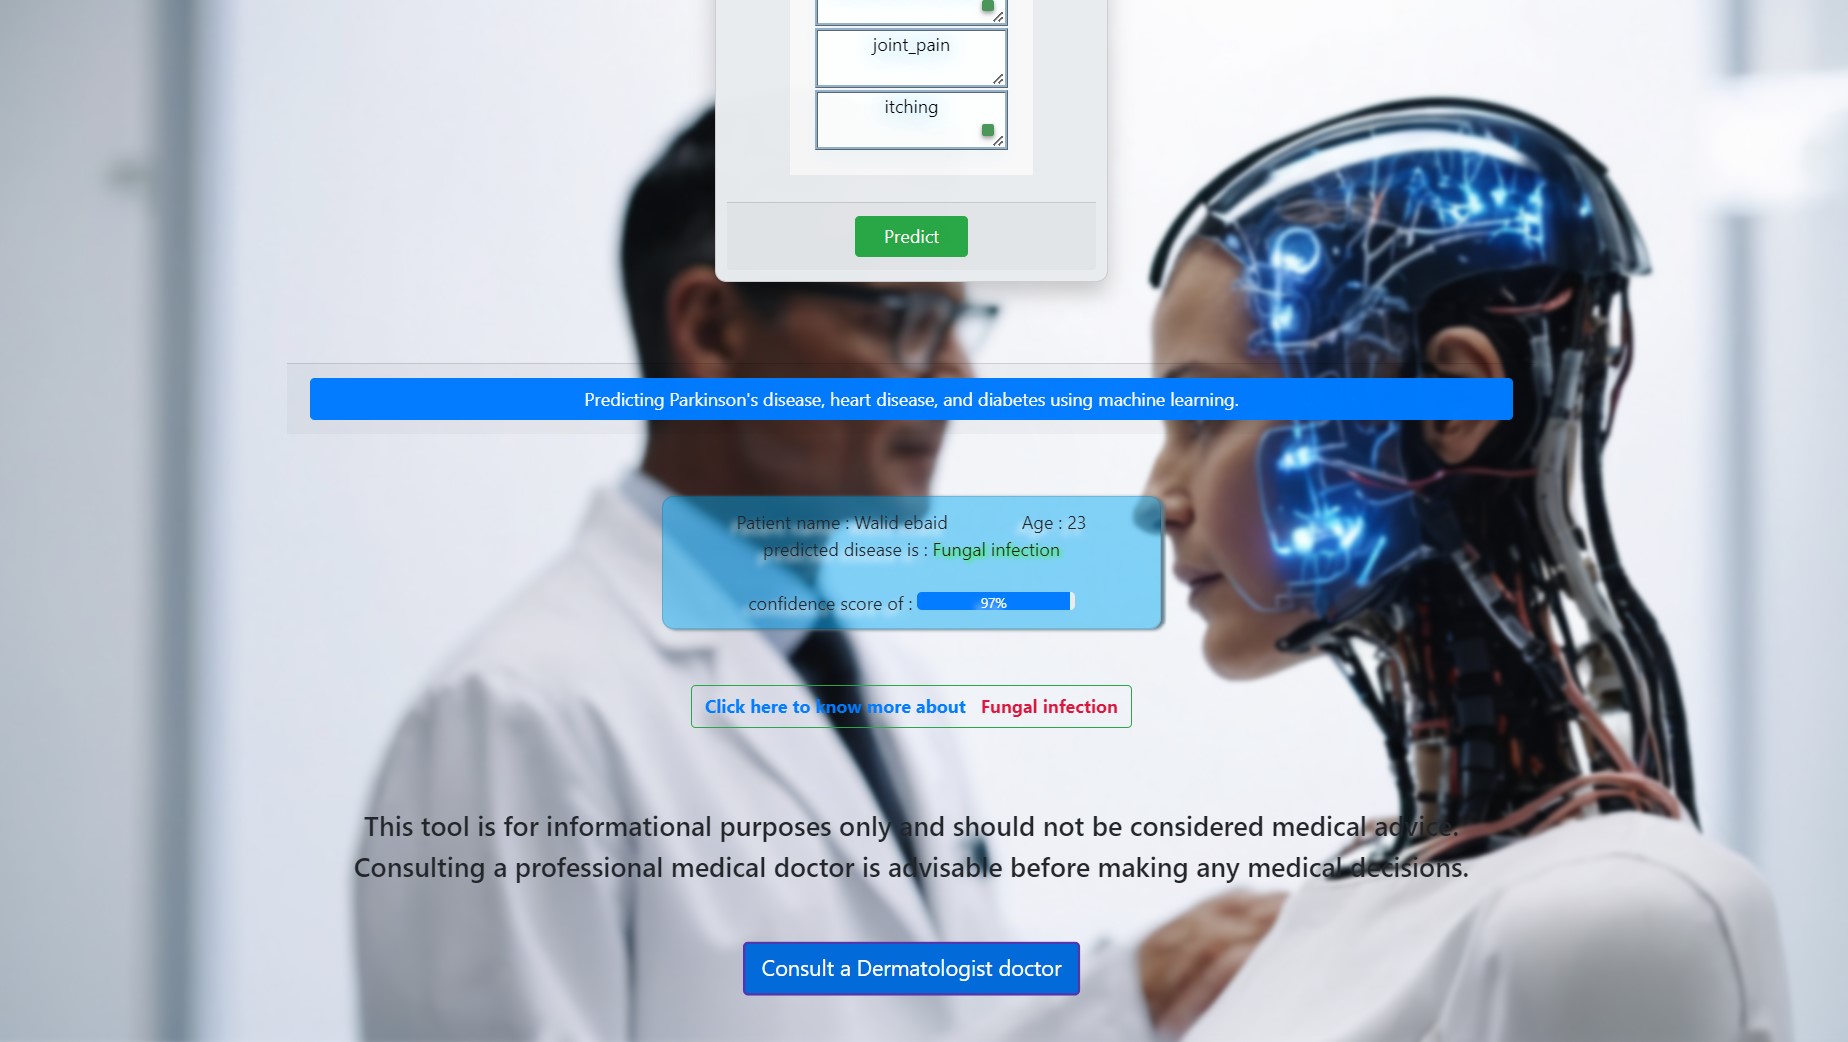 joint_pain
itching
Predict
Predicting Parkinson's disease, heart disease, and diabetes using machine learning.
Patient name : Walid ebaid Age : 23
predicted disease is : Fungal infection
confidence score of : 97%
Click here to know more about Fungal infection
This tool is for informational purposes only and should not be considered medical advice.
Consulting a professional medical doctor is advisable before making any medical decisions.
Consult a Dermatologist doctor